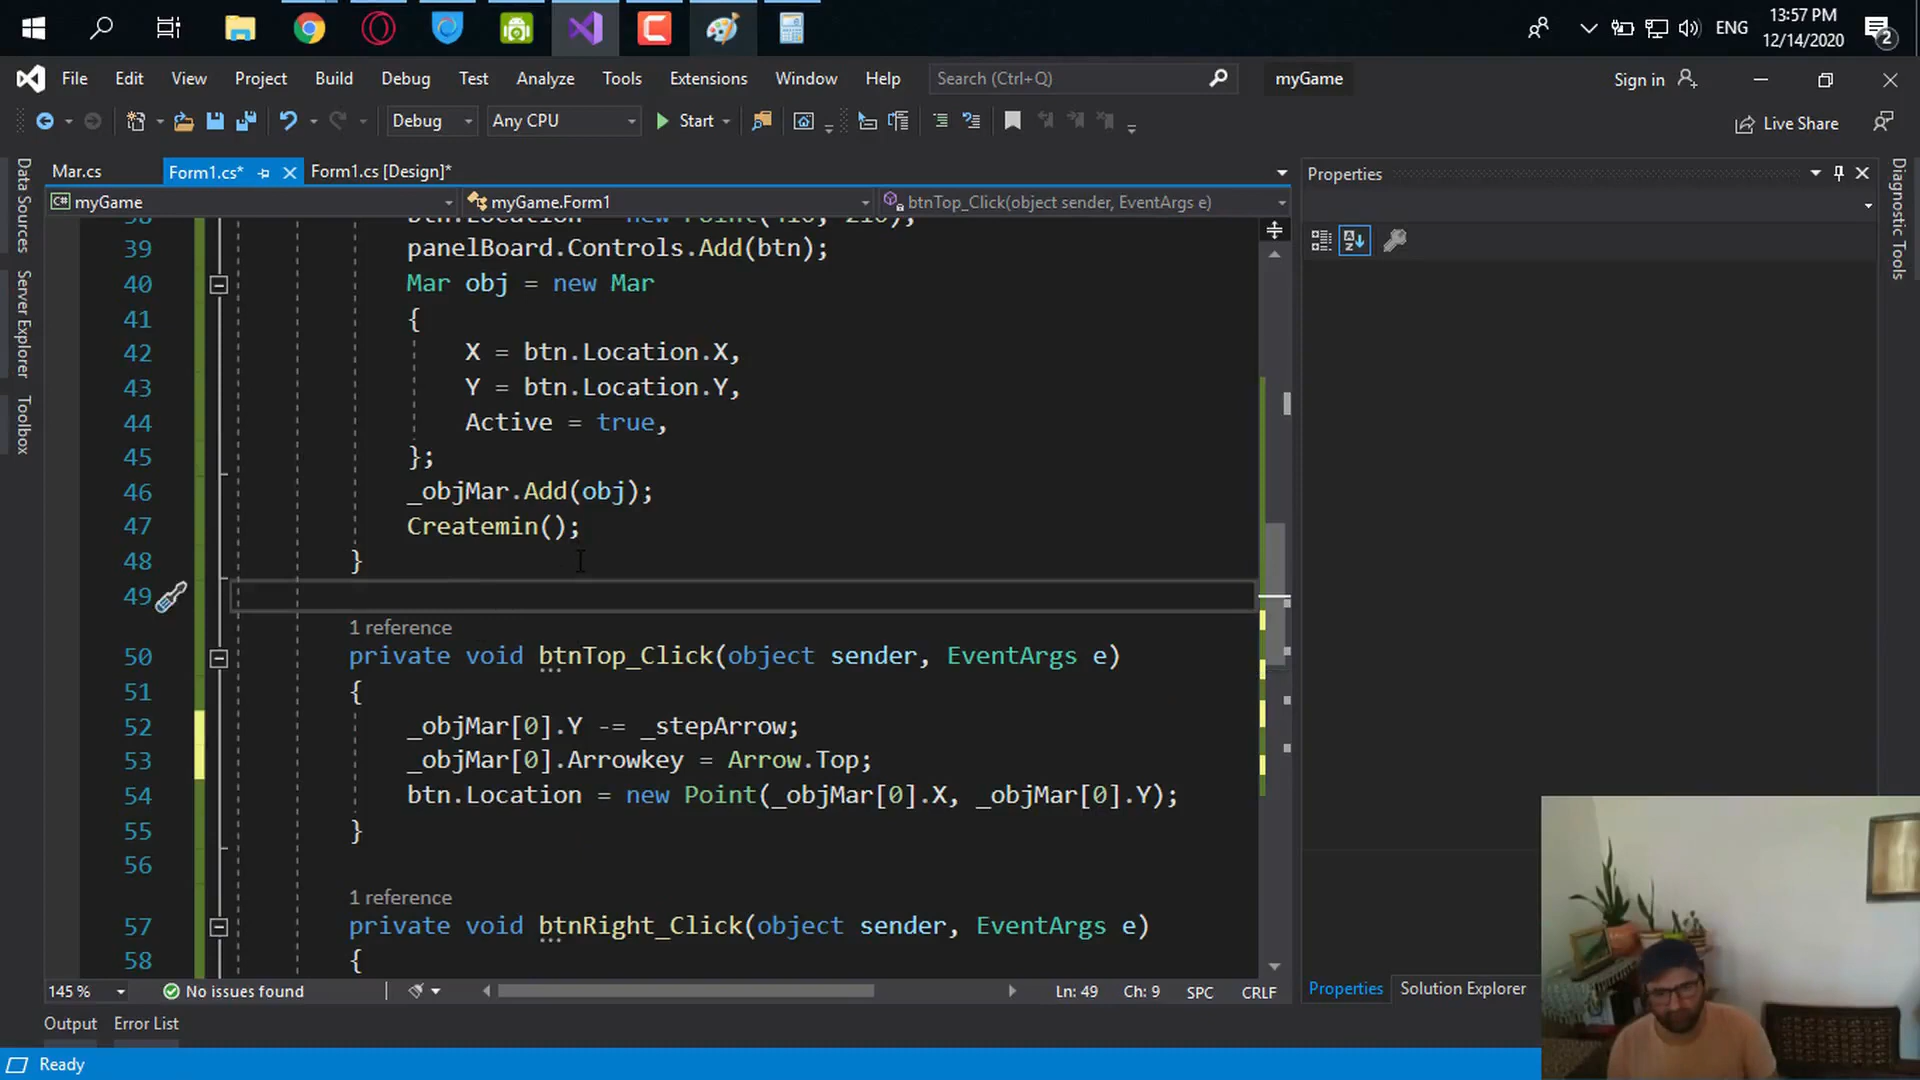 ENG
13:57 PM
12/14/2020
2
File Edit View Project Build Debug Test Analyze Tools Extensions Window Help Search (Ctrl+Q) myGame Sign in
Debug Any CPU Start Live Share
Mar.cs Form1.cs* Form1.cs [Design]* Properties
myGame myGame.Form1 btnTop_Click(object sender, EventArgs e)
Data Sources
Server Explorer
Toolbox
Diagnostic Tools
39 panelBoard.Controls.Add(btn);
40 Mar obj = new Mar
41 {
42 X = btn.Location.X,
43 Y = btn.Location.Y,
44 Active = true,
45 };
46 _objMar.Add(obj);
47 Createmin();
48 }
49
1 reference
50 private void btnTop_Click(object sender, EventArgs e)
51 {
52 _objMar[0].Y -= _stepArrow;
53 _objMar[0].Arrowkey = Arrow.Top;
54 btn.Location = new Point(_objMar[0].X, _objMar[0].Y);
55 }
56
1 reference
57 private void btnRight_Click(object sender, EventArgs e)
58 {
145 % No issues found Ln: 49 Ch: 9 SPC CRLF Properties Solution Explorer
Output Error List
Ready